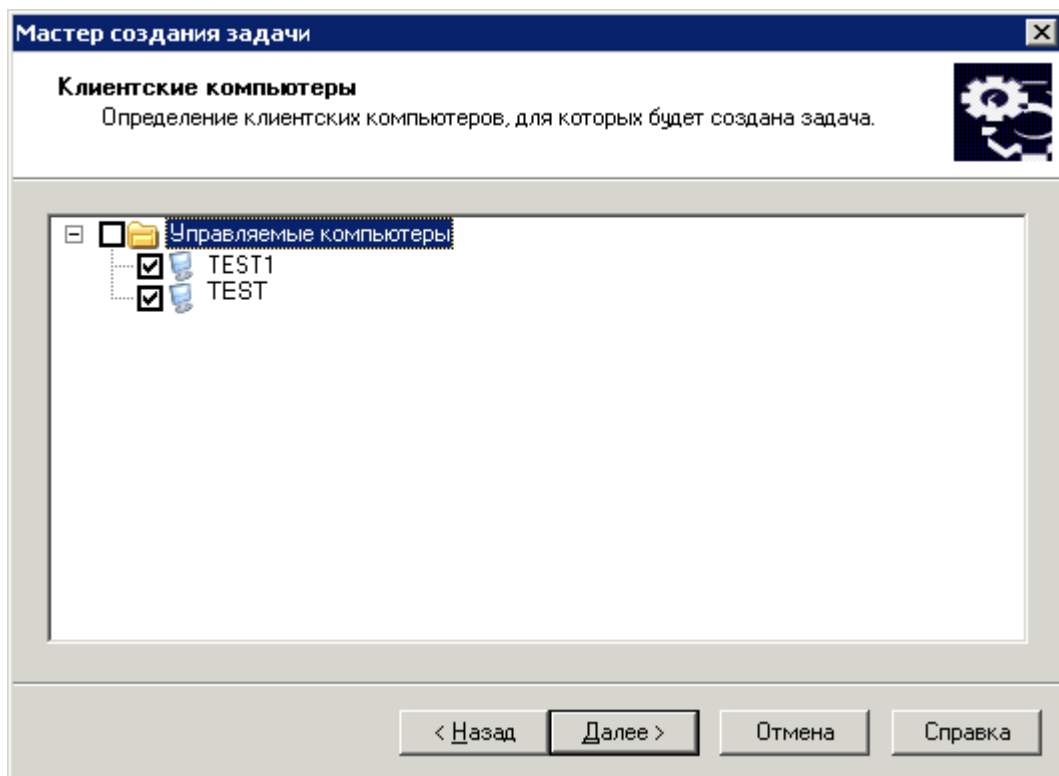 Мастер создания задачи
Клиентские компьютеры
Определение клиентских компьютеров, для которых будет создана задача.
Управляемые компьютеры
TEST1
TEST
< Назад Далее > Отмена Справка